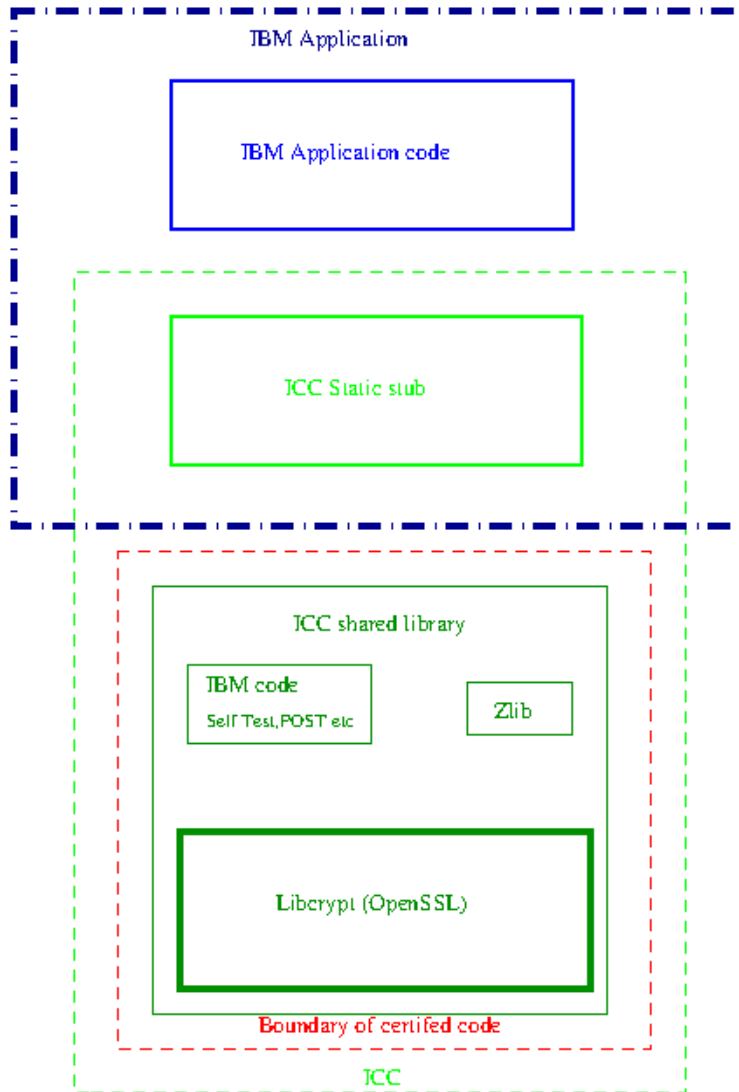 IBM Application
IBM Application code
ICC Static stub
ICC shared library
IBM code
Self Test,POST etc
Zlib
Libcrypt (OpenSSL)
Boundary of certifed code
ICC